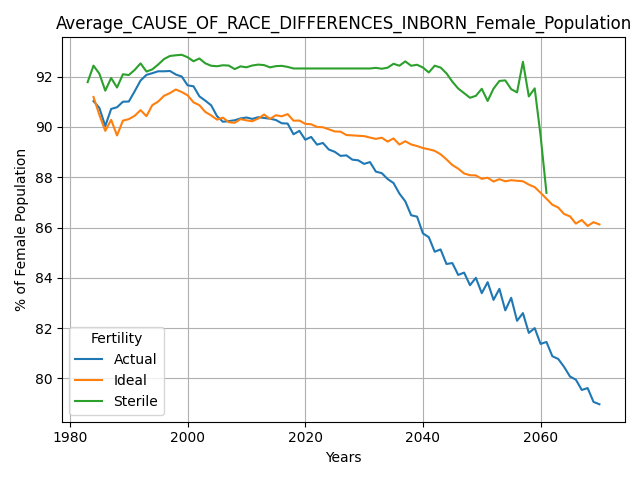 Average_CAUSE_OF_RACE_DIFFERENCES_INBORN_Female_Population
% of Female Population
92
90
88
86
84
82
80
Fertility
Actual
Ideal
Sterile
1980
2000
2020
2040
2060
Years